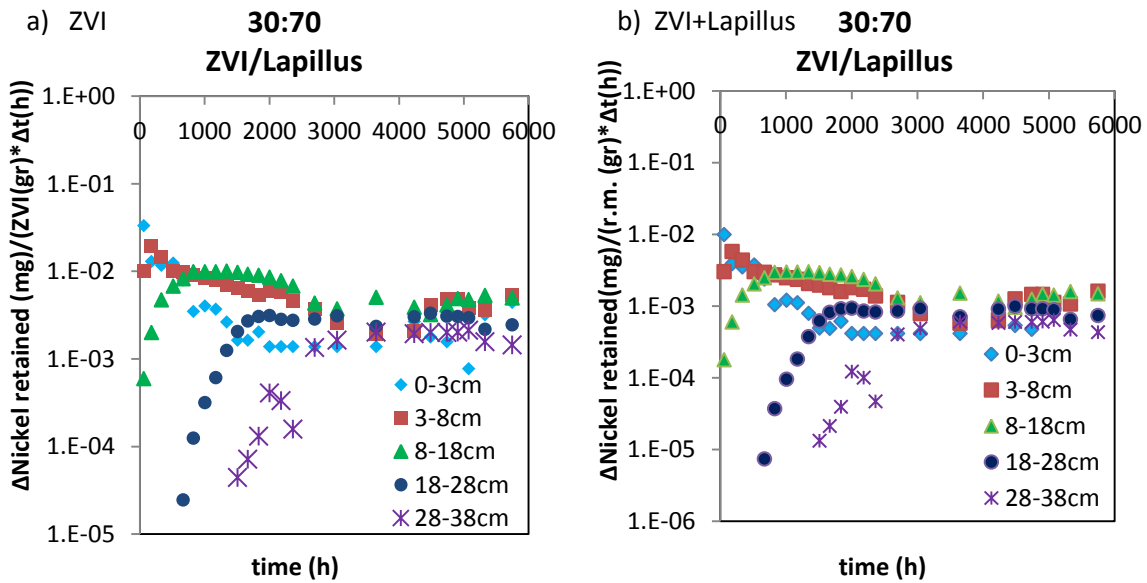 a) ZVI
30:70
ZVI/Lapillus
ΔNickel retained (mg)/(ZVI(gr)* Δt(h))
1.E+00
1.E-01
1.E-02
1.E-03
1.E-04
1.E-05
0 1000 2000 3000 4000 5000 6000
0-3cm
3-8cm
8-18cm
18-28cm
28-38cm
time (h)
b) ZVI+Lapillus
30:70
ZVI/Lapillus
ΔNickel retained(mg)/(r.m. (gr)* Δt(h))
1.E+00
1.E-01
1.E-02
1.E-03
1.E-04
1.E-05
1.E-06
0 1000 2000 3000 4000 5000 6000
0-3cm
3-8cm
8-18cm
18-28cm
28-38cm
time (h)